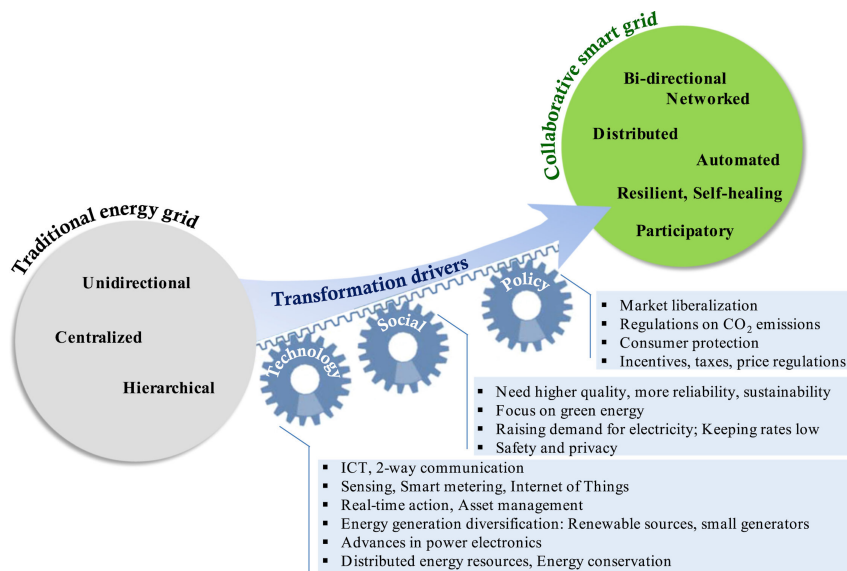 Collaborative smart grid
Bi-directional
Networked
Distributed
Automated
Resilient, Self-healing
Participatory
Traditional energy grid
Unidirectional
Centralized
Hierarchical
Transformation drivers
Policy
Social
Technology
▪ Market liberalization
▪ Regulations on CO₂ emissions
▪ Consumer protection
▪ Incentives, taxes, price regulations
▪ Need higher quality, more reliability, sustainability
▪ Focus on green energy
▪ Raising demand for electricity; Keeping rates low
▪ Safety and privacy
▪ ICT, 2-way communication
▪ Sensing, Smart metering, Internet of Things
▪ Real-time action, Asset management
▪ Energy generation diversification: Renewable sources, small generators
▪ Advances in power electronics
▪ Distributed energy resources, Energy conservation